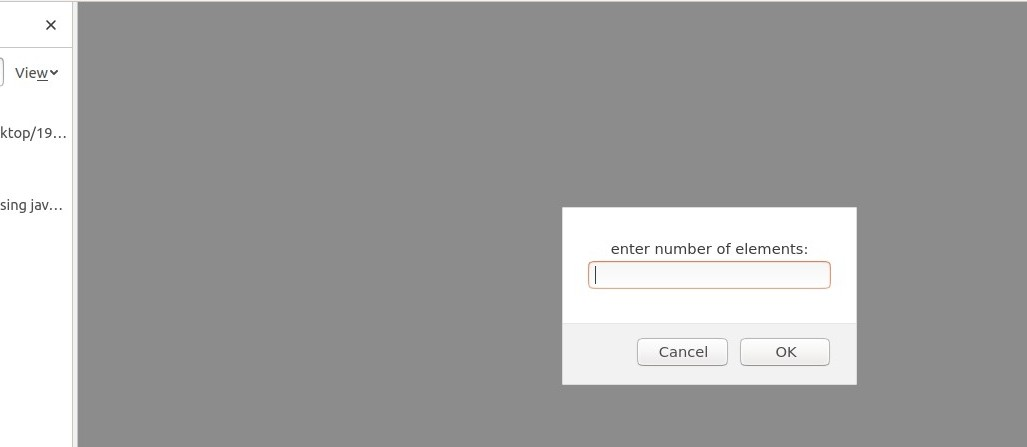 View
ktop/19...
sing jav...
enter number of elements:
Cancel OK